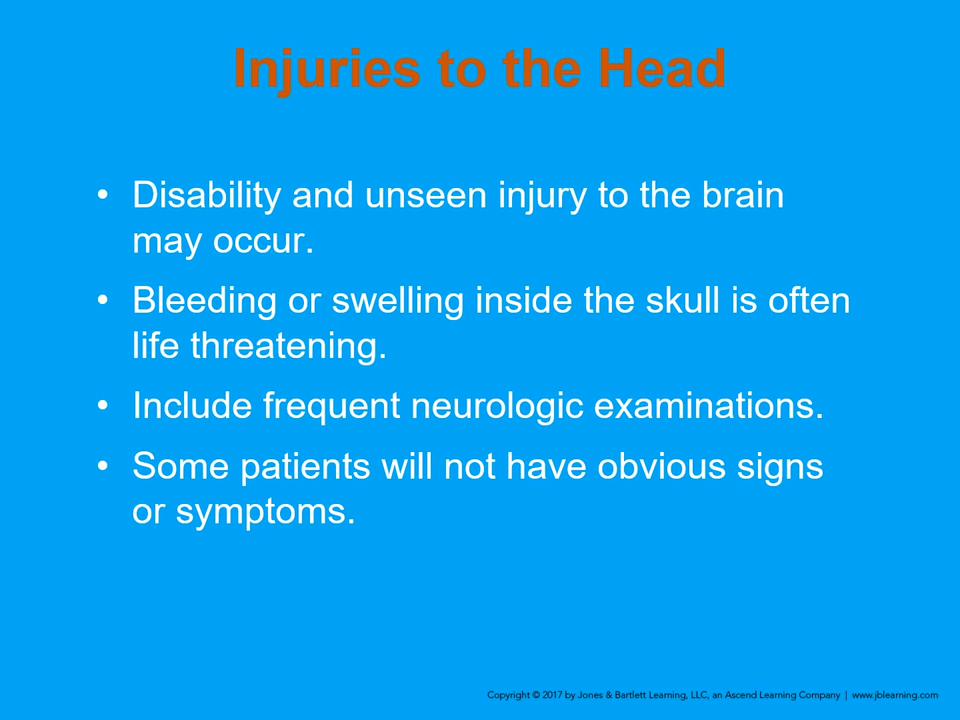 Injuries to the Head
• Disability and unseen injury to the brain
may occur.
• Bleeding or swelling inside the skull is often
life threatening.
• Include frequent neurologic examinations.
• Some patients will not have obvious signs
or symptoms.
Copyright © 2017 by Jones & Bartlett Learning, LLC, an Ascend Learning Company | www.jblearning.com